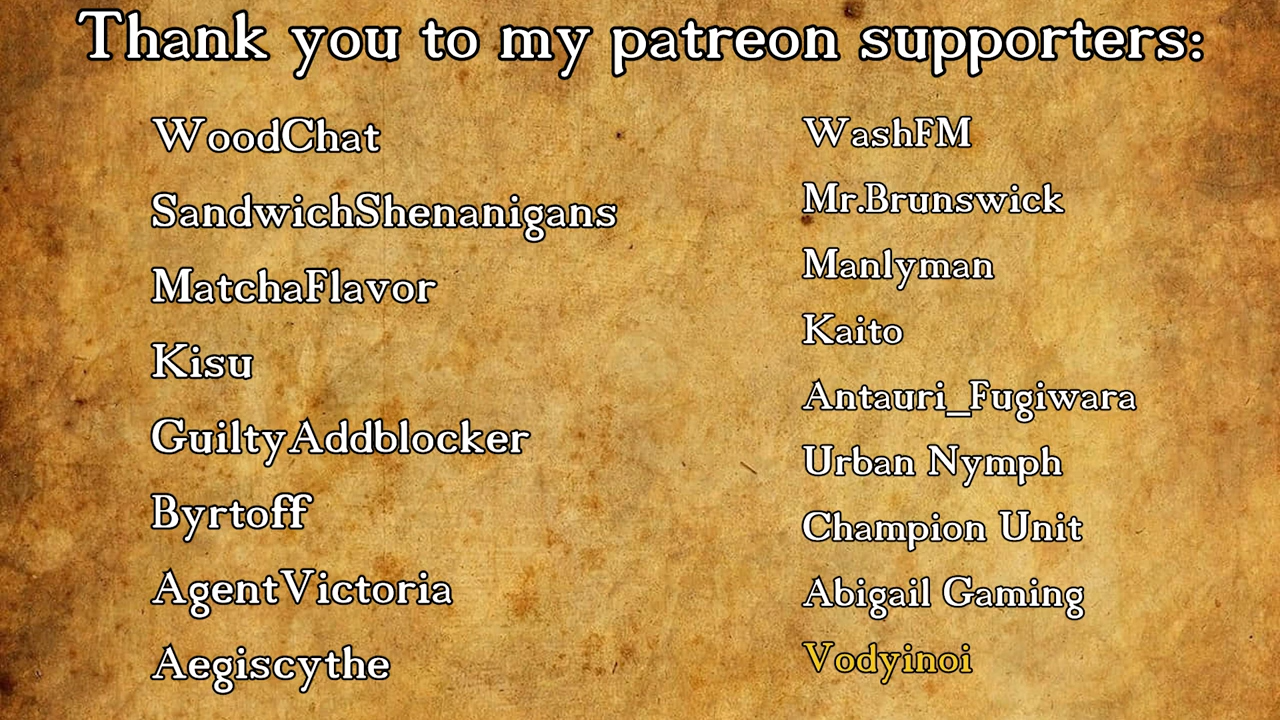 Thank you to my patreon supporters:
WoodChat
SandwichShenanigans
MatchaFlavor
Kisu
GuiltyAddblocker
Byrtoff
AgentVictoria
Aegiscythe
WashFM
Mr.Brunswick
Manlyman
Kaito
Antauri_Fugiwara
Urban Nymph
Champion Unit
Abigail Gaming
Vodyinoi